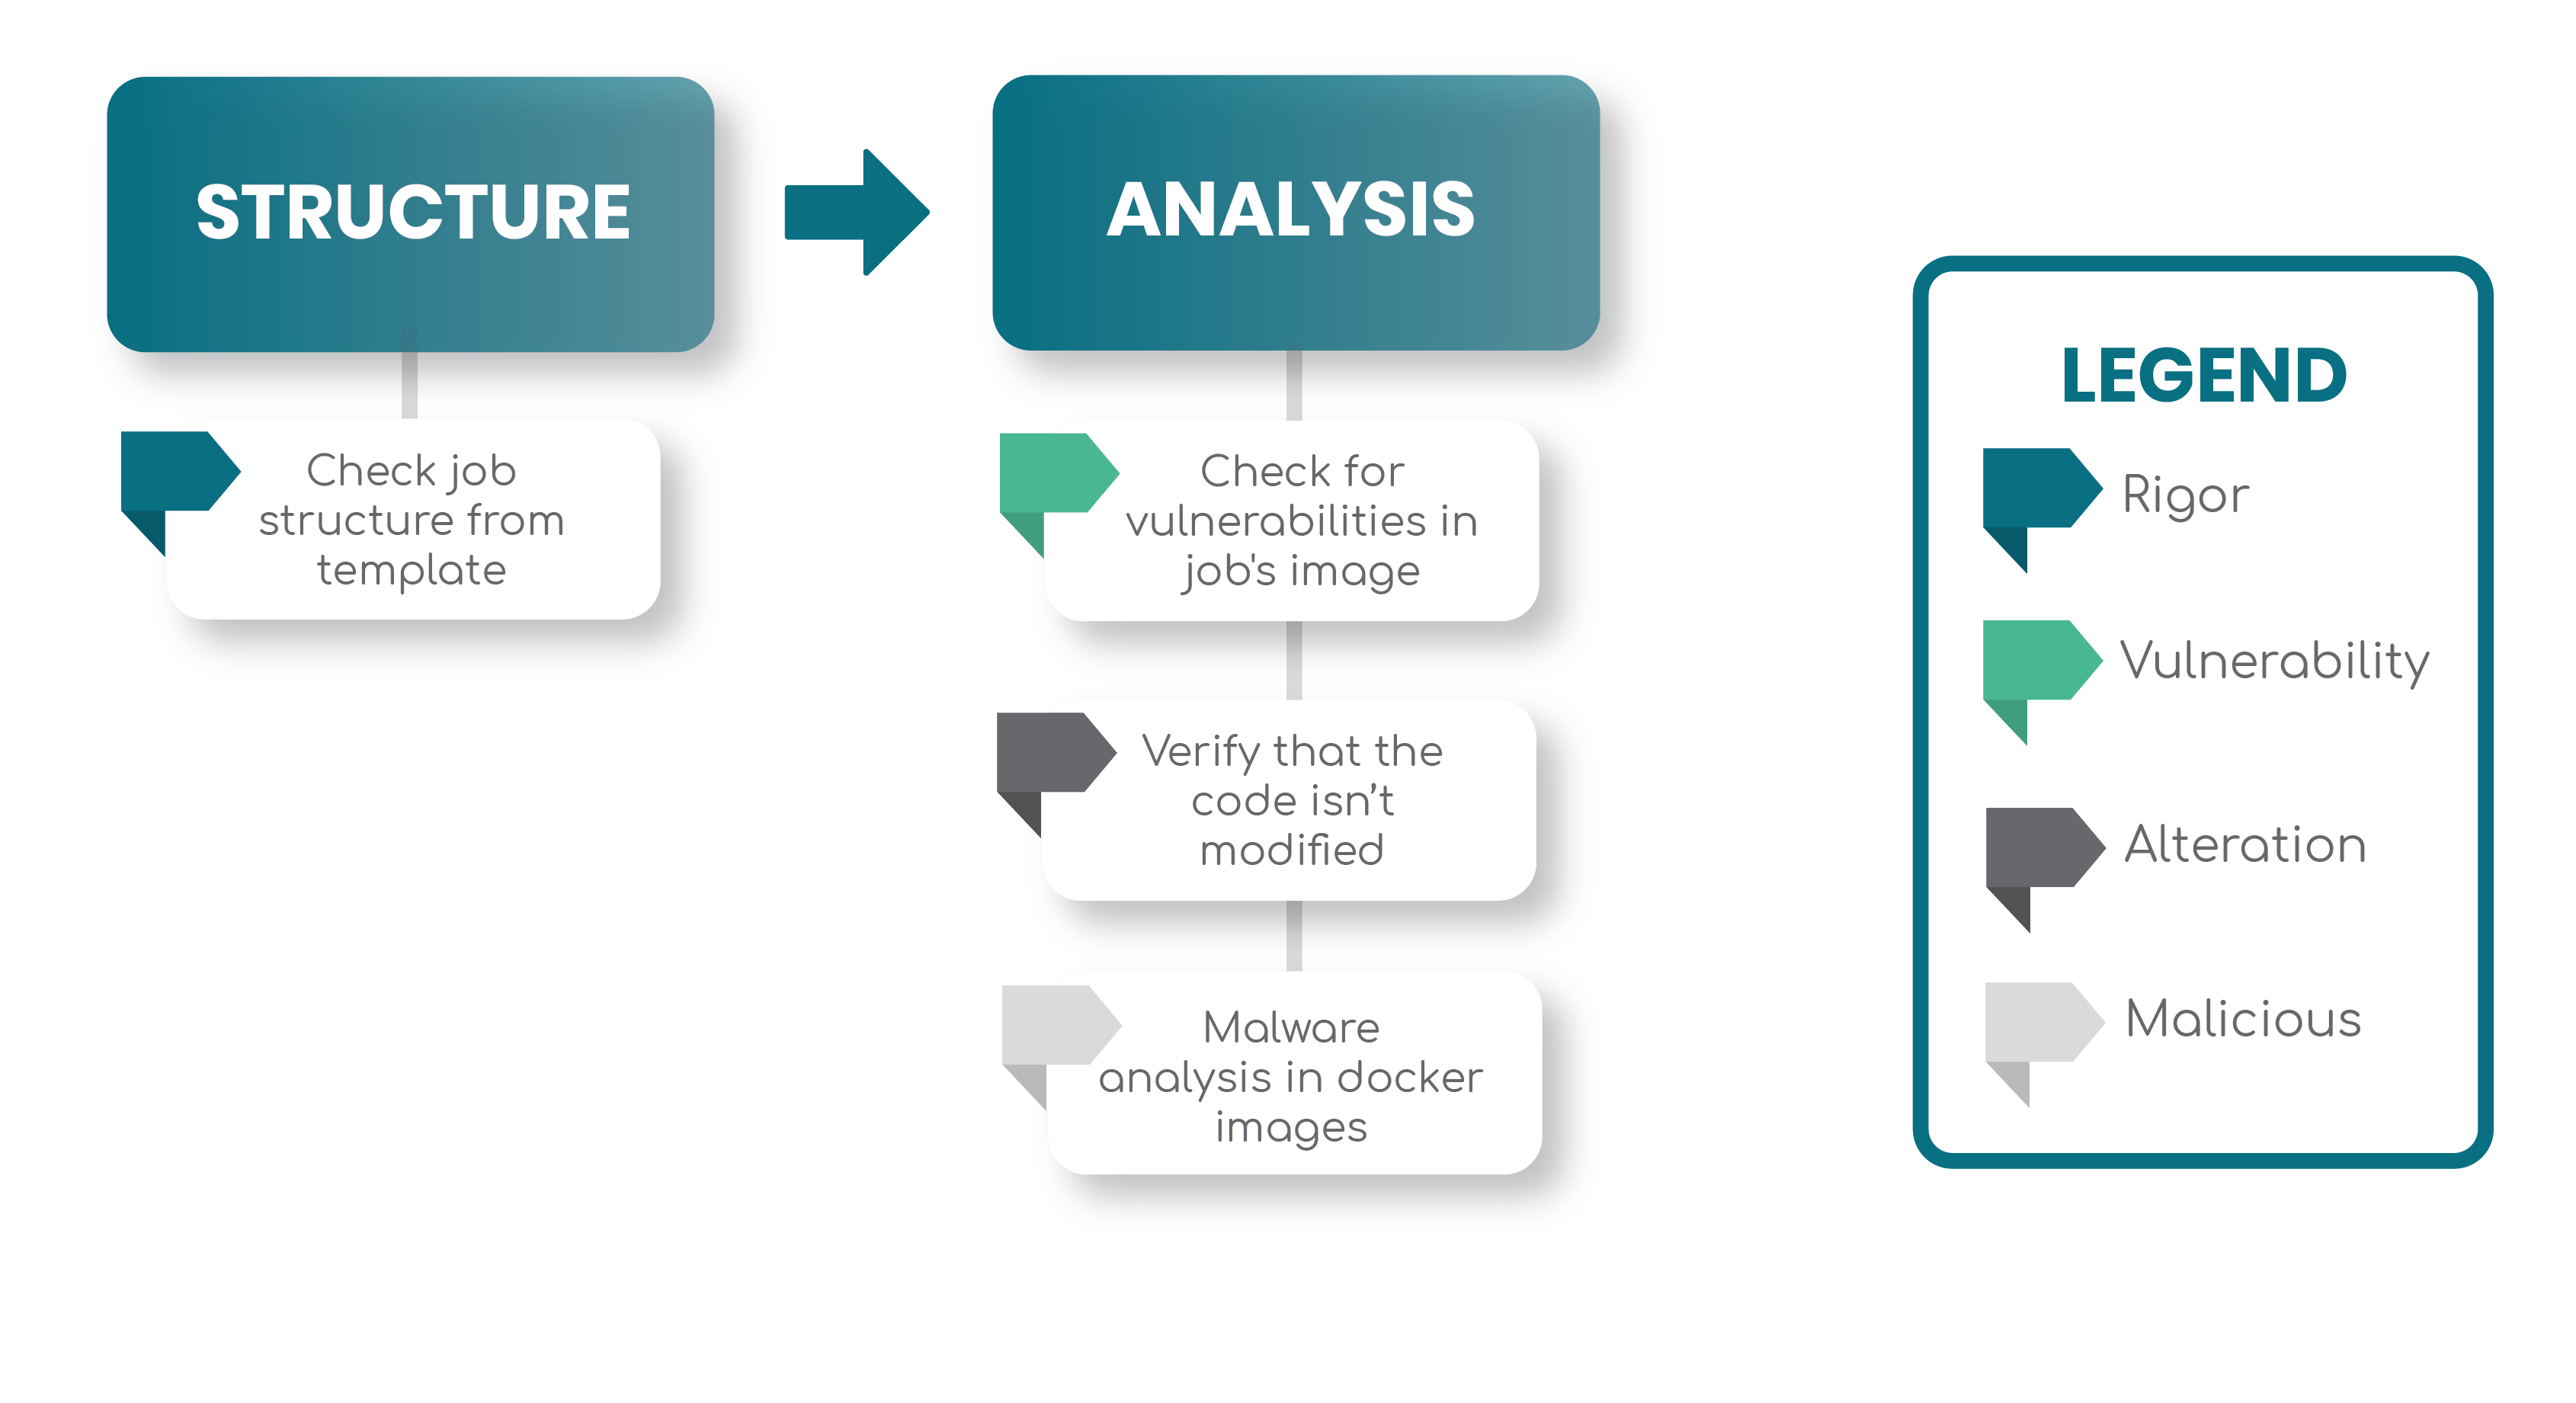 STRUCTURE
Check job
structure from
template
ANALYSIS
Check for
vulnerabilities in
job's image
Verify that the
code isn’t
modified
Malware
analysis in docker
images
LEGEND
Rigor
Vulnerability
Alteration
Malicious